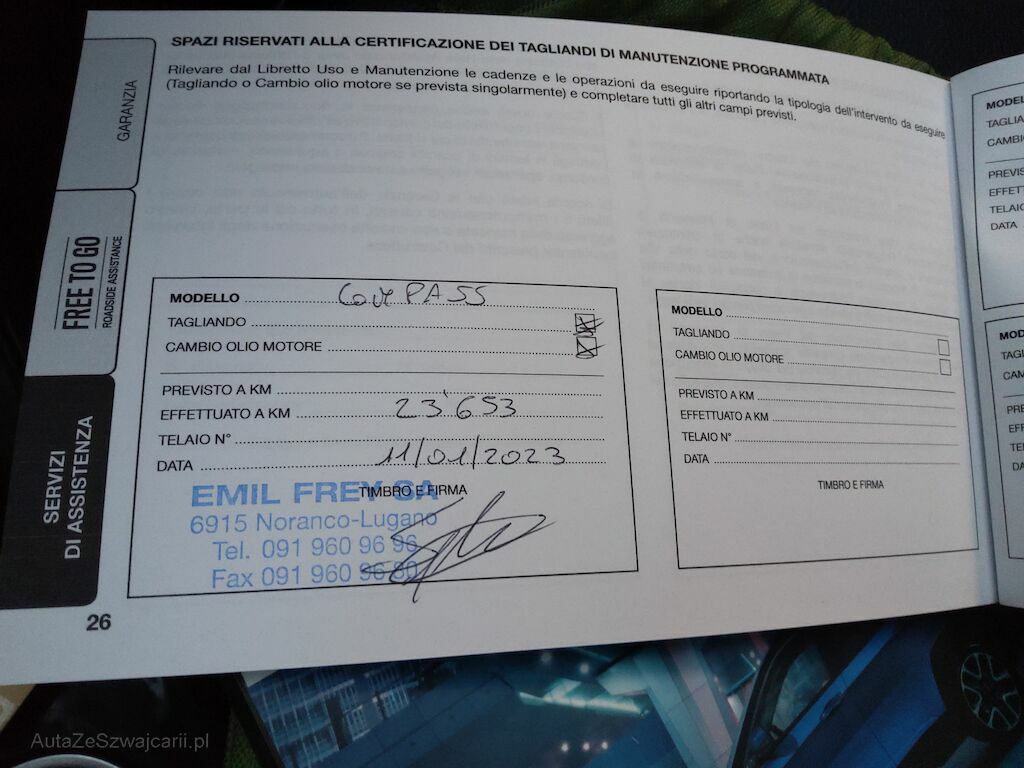 SPAZI RISERVATI ALLA CERTIFICAZIONE DEI TAGLIANDI DI MANUTENZIONE PROGRAMMATA
Rilevare dal Libretto Uso e Manutenzione le cadenze e le operazioni da eseguire riportando la tipologia dell'intervento da eseguire
(Tagliando o Cambio olio motore se prevista singolarmente) e completare tutti gli altri campi previsti.
GARANZIA
FREE TO GO
ROADSIDE ASSISTANCE
SERVIZI
DI ASSISTENZA
MODELLO ComPASS
TAGLIANDO
CAMBIO OLIO MOTORE
PREVISTO A KM
EFFETTUATO A KM 23'653
TELAIO N°
DATA 11/01/2023
TIMBRO E FIRMA
EMIL FREY SA
6915 Noranco-Lugano
Tel. 091 960 96 96
Fax 091 960 96 80
MODELLO
TAGLIANDO
CAMBIO OLIO MOTORE
PREVISTO A KM
EFFETTUATO A KM
TELAIO N°
DATA
TIMBRO E FIRMA
26
AutaZeSzwajcarii.pl